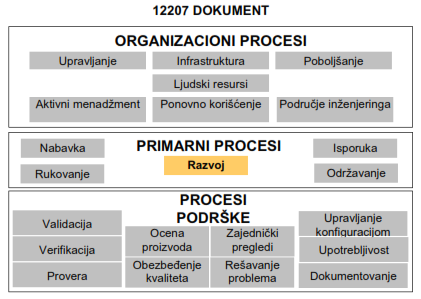 12207 DOKUMENT
ORGANIZACIONI PROCESI
Upravljanje
Infrastruktura
Poboljšanje
Ljudski resursi
Aktivni menadžment
Ponovno korišćenje
Područje inženjeringa
Nabavka
PRIMARNI PROCESI
Isporuka
Rukovanje
Razvoj
Održavanje
PROCESI
PODRŠKE
Validacija
Verifikacija
Provera
Ocena
proizvoda
Obezbeđenje
kvaliteta
Zajednički
pregledi
Rešavanje
problema
Upravljanje
konfiguracijom
Upotrebljivost
Dokumentovanje